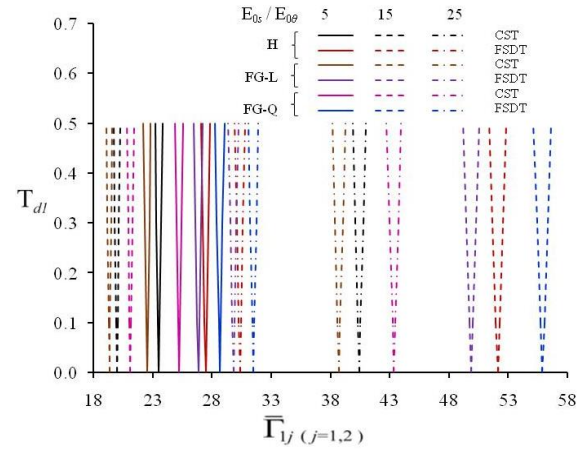 E0s / E0θ 5 15 25
H CST
FSDT
FG-L CST
FSDT
FG-Q CST
FSDT
0.7
0.6
0.5
0.4
0.3
0.2
0.1
0.0
Tdl
18 23 28 33 38 43 48 53 58
Γ̅1j (j=1,2)